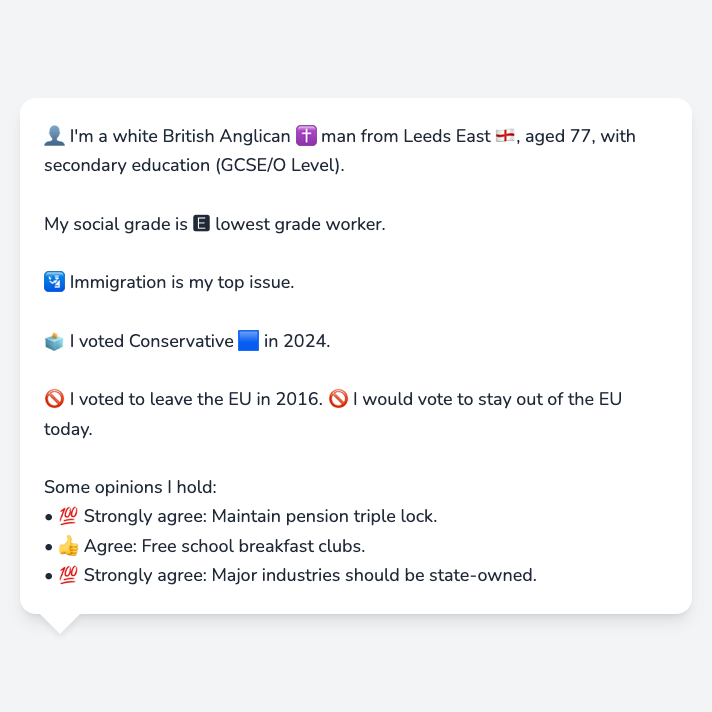 👤 I'm a white British Anglican ✝️ man from Leeds East 🏴󠁧󠁢󠁥󠁮󠁧󠁿, aged 77, with
secondary education (GCSE/O Level).
My social grade is 🅴 lowest grade worker.
🛂 Immigration is my top issue.
🗳️ I voted Conservative 🟦 in 2024.
🚫 I voted to leave the EU in 2016. 🚫 I would vote to stay out of the EU
today.
Some opinions I hold:
• 💯 Strongly agree: Maintain pension triple lock.
• 👍 Agree: Free school breakfast clubs.
• 💯 Strongly agree: Major industries should be state-owned.